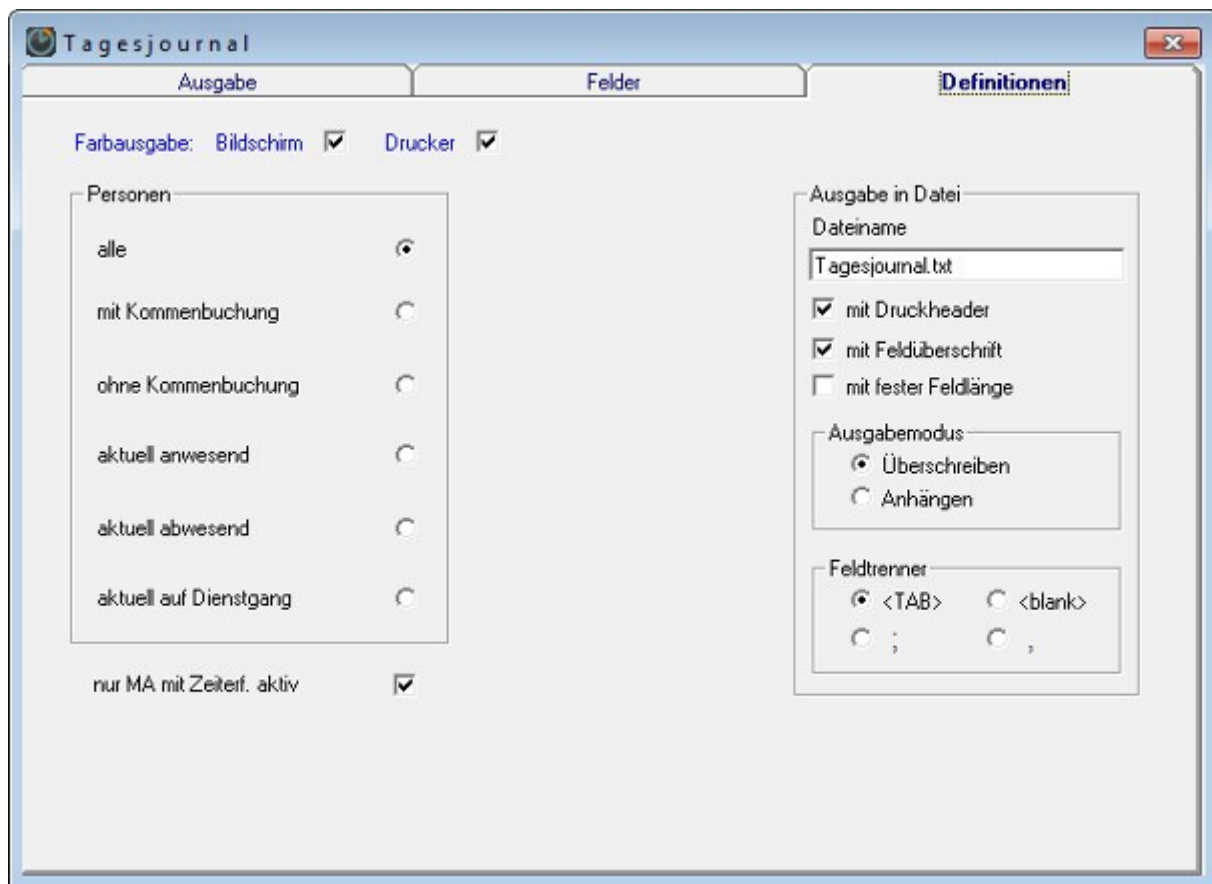 Tagesjournal
Ausgabe
Felder
Definitionen
Farbausgabe: Bildschirm Drucker
Personen
alle
mit Kommenbuchung
ohne Kommenbuchung
aktuell anwesend
aktuell abwesend
aktuell auf Dienstgang
nur MA mit Zeiterf. aktiv
Ausgabe in Datei
Dateiname
Tagesjournal.txt
mit Druckheader
mit Feldüberschrift
mit fester Feldlänge
Ausgabemodus
Überschreiben
Anhängen
Feldtrenner
<TAB> <blank>
; ,